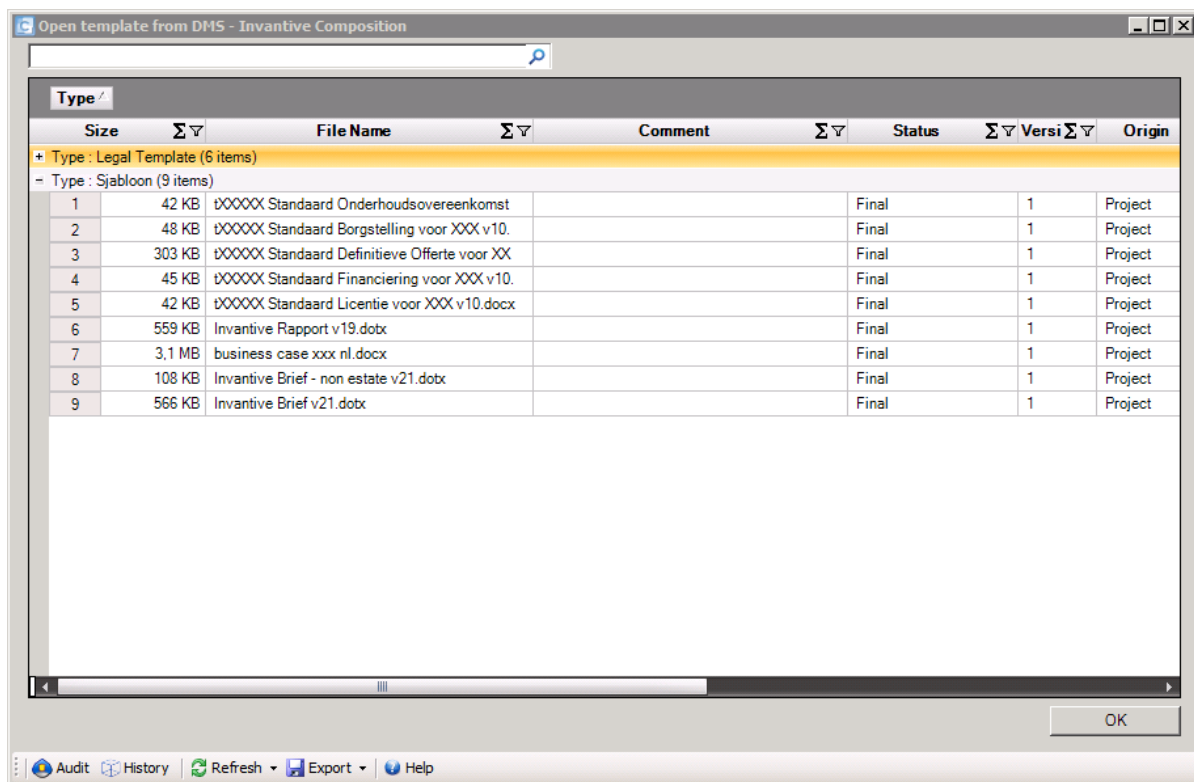 Open template from DMS - Invantive Composition
Type
Size Σ File Name Σ Comment Σ Status Σ Versi Σ Origin
Type : Legal Template (6 items)
Type : Sjabloon (9 items)
1 42 KB tXXXXX Standaard Onderhoudsovereenkomst Final 1 Project
2 48 KB tXXXXX Standaard Borgstelling voor XXX v10. Final 1 Project
3 303 KB tXXXXX Standaard Definitieve Offerte voor XX Final 1 Project
4 45 KB tXXXXX Standaard Financiering voor XXX v10. Final 1 Project
5 42 KB tXXXXX Standaard Licentie voor XXX v10.docx Final 1 Project
6 559 KB Invantive Rapport v19.dotx Final 1 Project
7 3,1 MB business case xxx nl.docx Final 1 Project
8 108 KB Invantive Brief - non estate v21.dotx Final 1 Project
9 566 KB Invantive Brief v21.dotx Final 1 Project
OK
Audit History Refresh Export Help